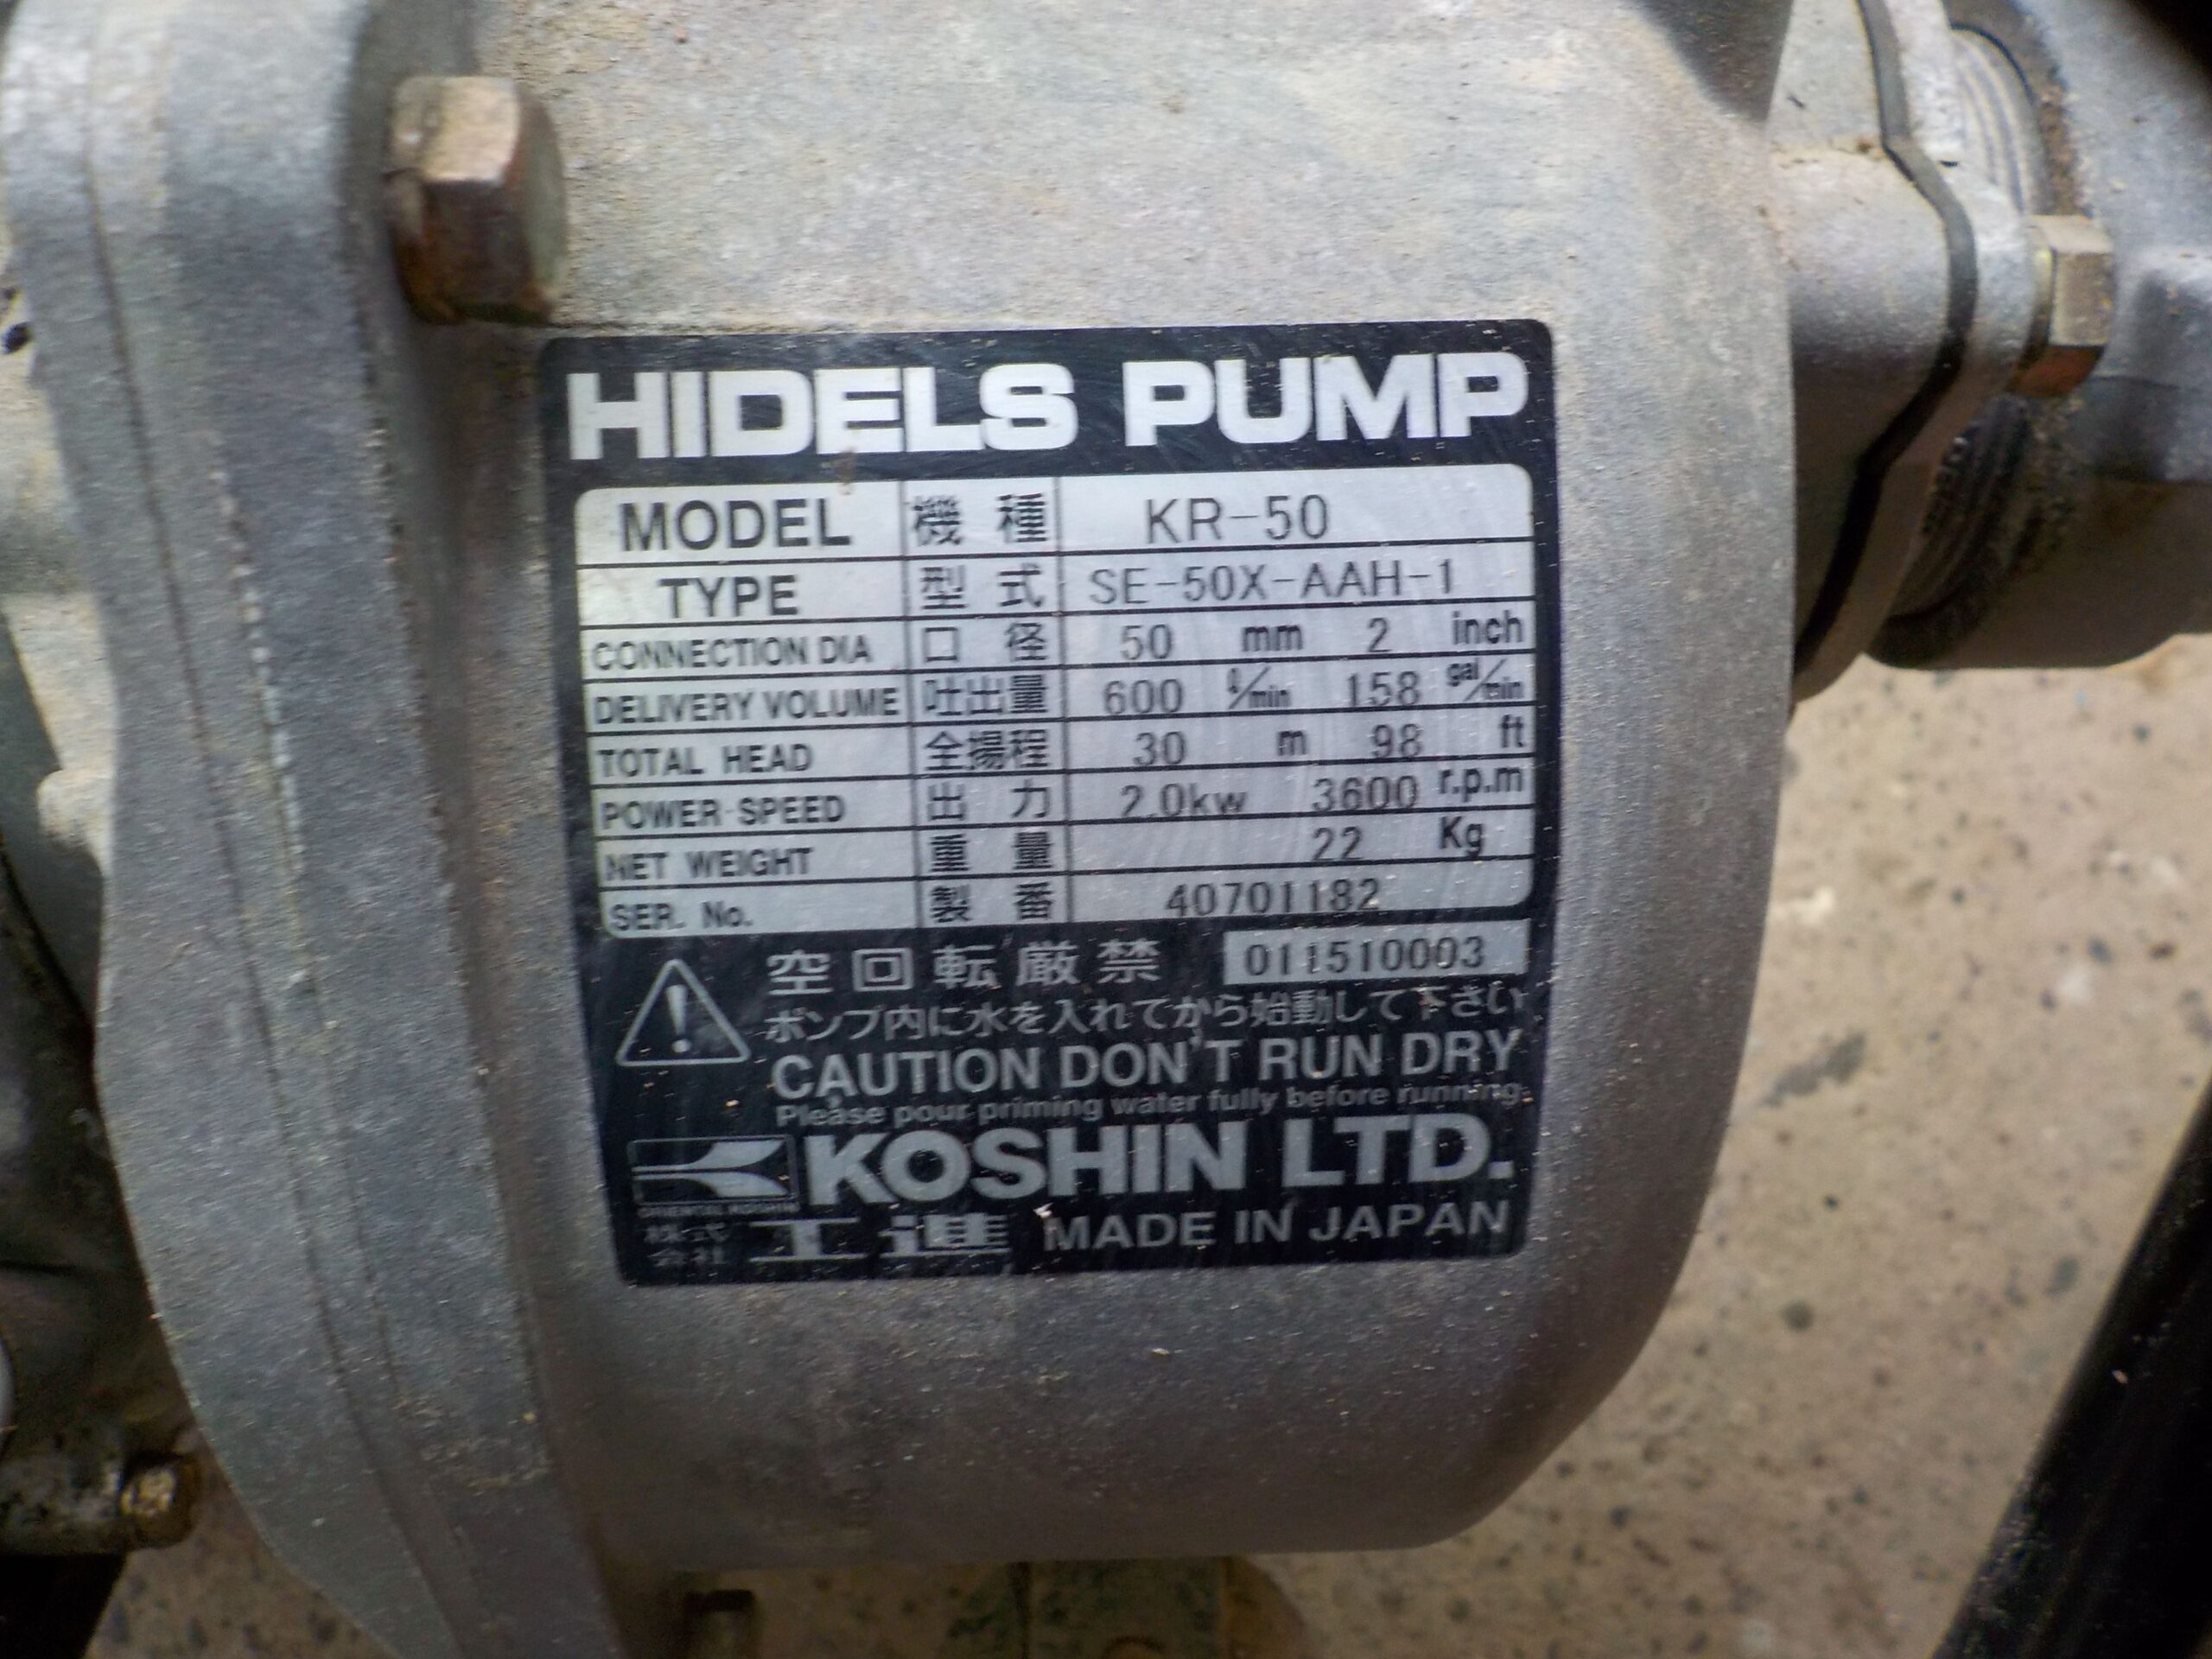 HIDELS PUMP
MODEL 機種 KR-50
TYPE 型式 SE-50X-AAH-1
CONNECTION DIA 口径 50 mm 2 inch
DELIVERY VOLUME 吐出量 600 ℓ/min 158 gal/min
TOTAL HEAD 全揚程 30 m 98 ft
POWER·SPEED 出力 2.0kw 3600 r.p.m
NET WEIGHT 重量 22 Kg
SER. No. 製番 40701182
空回転厳禁 011510003
ポンプ内に水を入れてから始動して下さい
CAUTION DON'T RUN DRY
Please pour priming water fully before running.
KOSHIN LTD.
ORIENTAL KOSHIN
株式会社 工進 MADE IN JAPAN